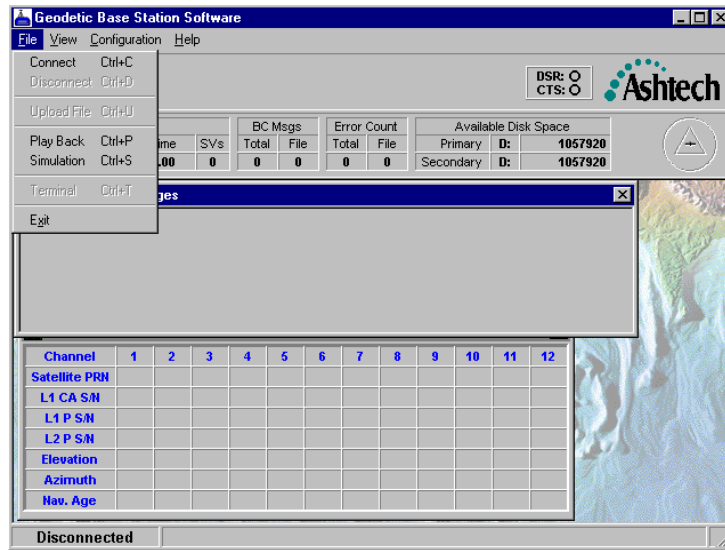 Geodetic Base Station Software
File View Configuration Help
Connect Ctrl+C
Disconnect Ctrl+D
Upload File Ctrl+U
Play Back Ctrl+P
Simulation Ctrl+S
Terminal Ctrl+T
Exit
DSR:
CTS:
Ashtech
BC Msgs Error Count Available Disk Space
SVs Total File Total File Primary D: 1057920
.00 0 0 0 0 0 Secondary D: 1057920
Channel 1 2 3 4 5 6 7 8 9 10 11 12
Satellite PRN
L1 CA S/N
L1 P S/N
L2 P S/N
Elevation
Azimuth
Nav. Age
Disconnected